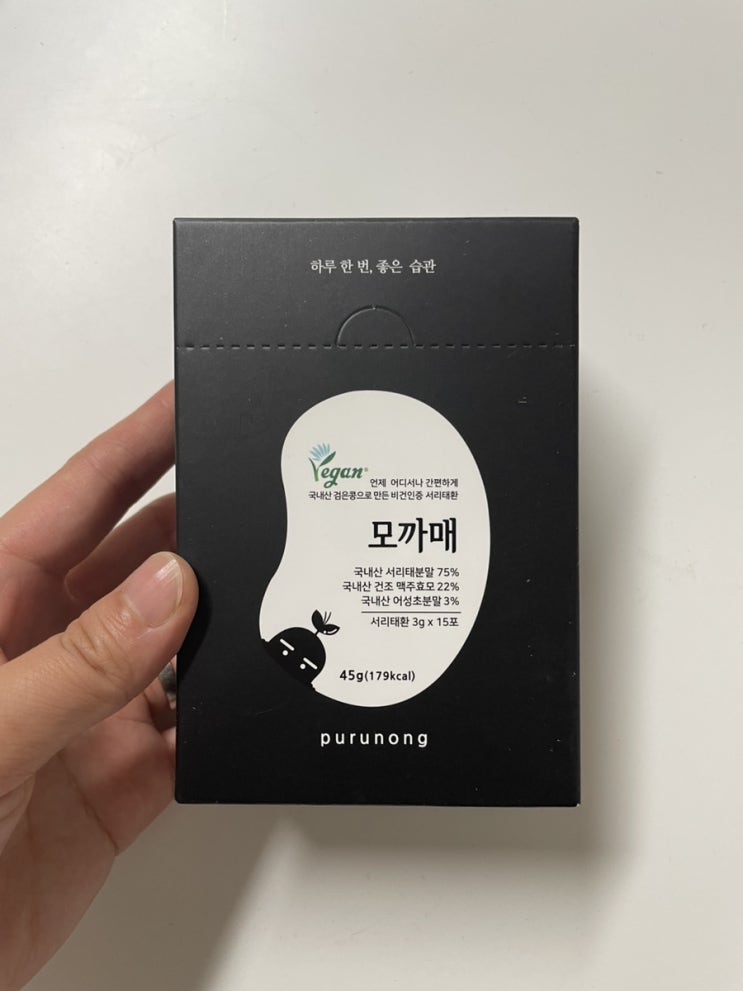 하루 한 번, 좋은 습관
Vegan®
언제 어디서나 간편하게
국내산 검은콩으로 만든 비건인증 서리태환
모까매
국내산 서리태분말 75%
국내산 건조 맥주효모 22%
국내산 어성초분말 3%
서리태환 3g x 15포
45g(179kcal)
purunong